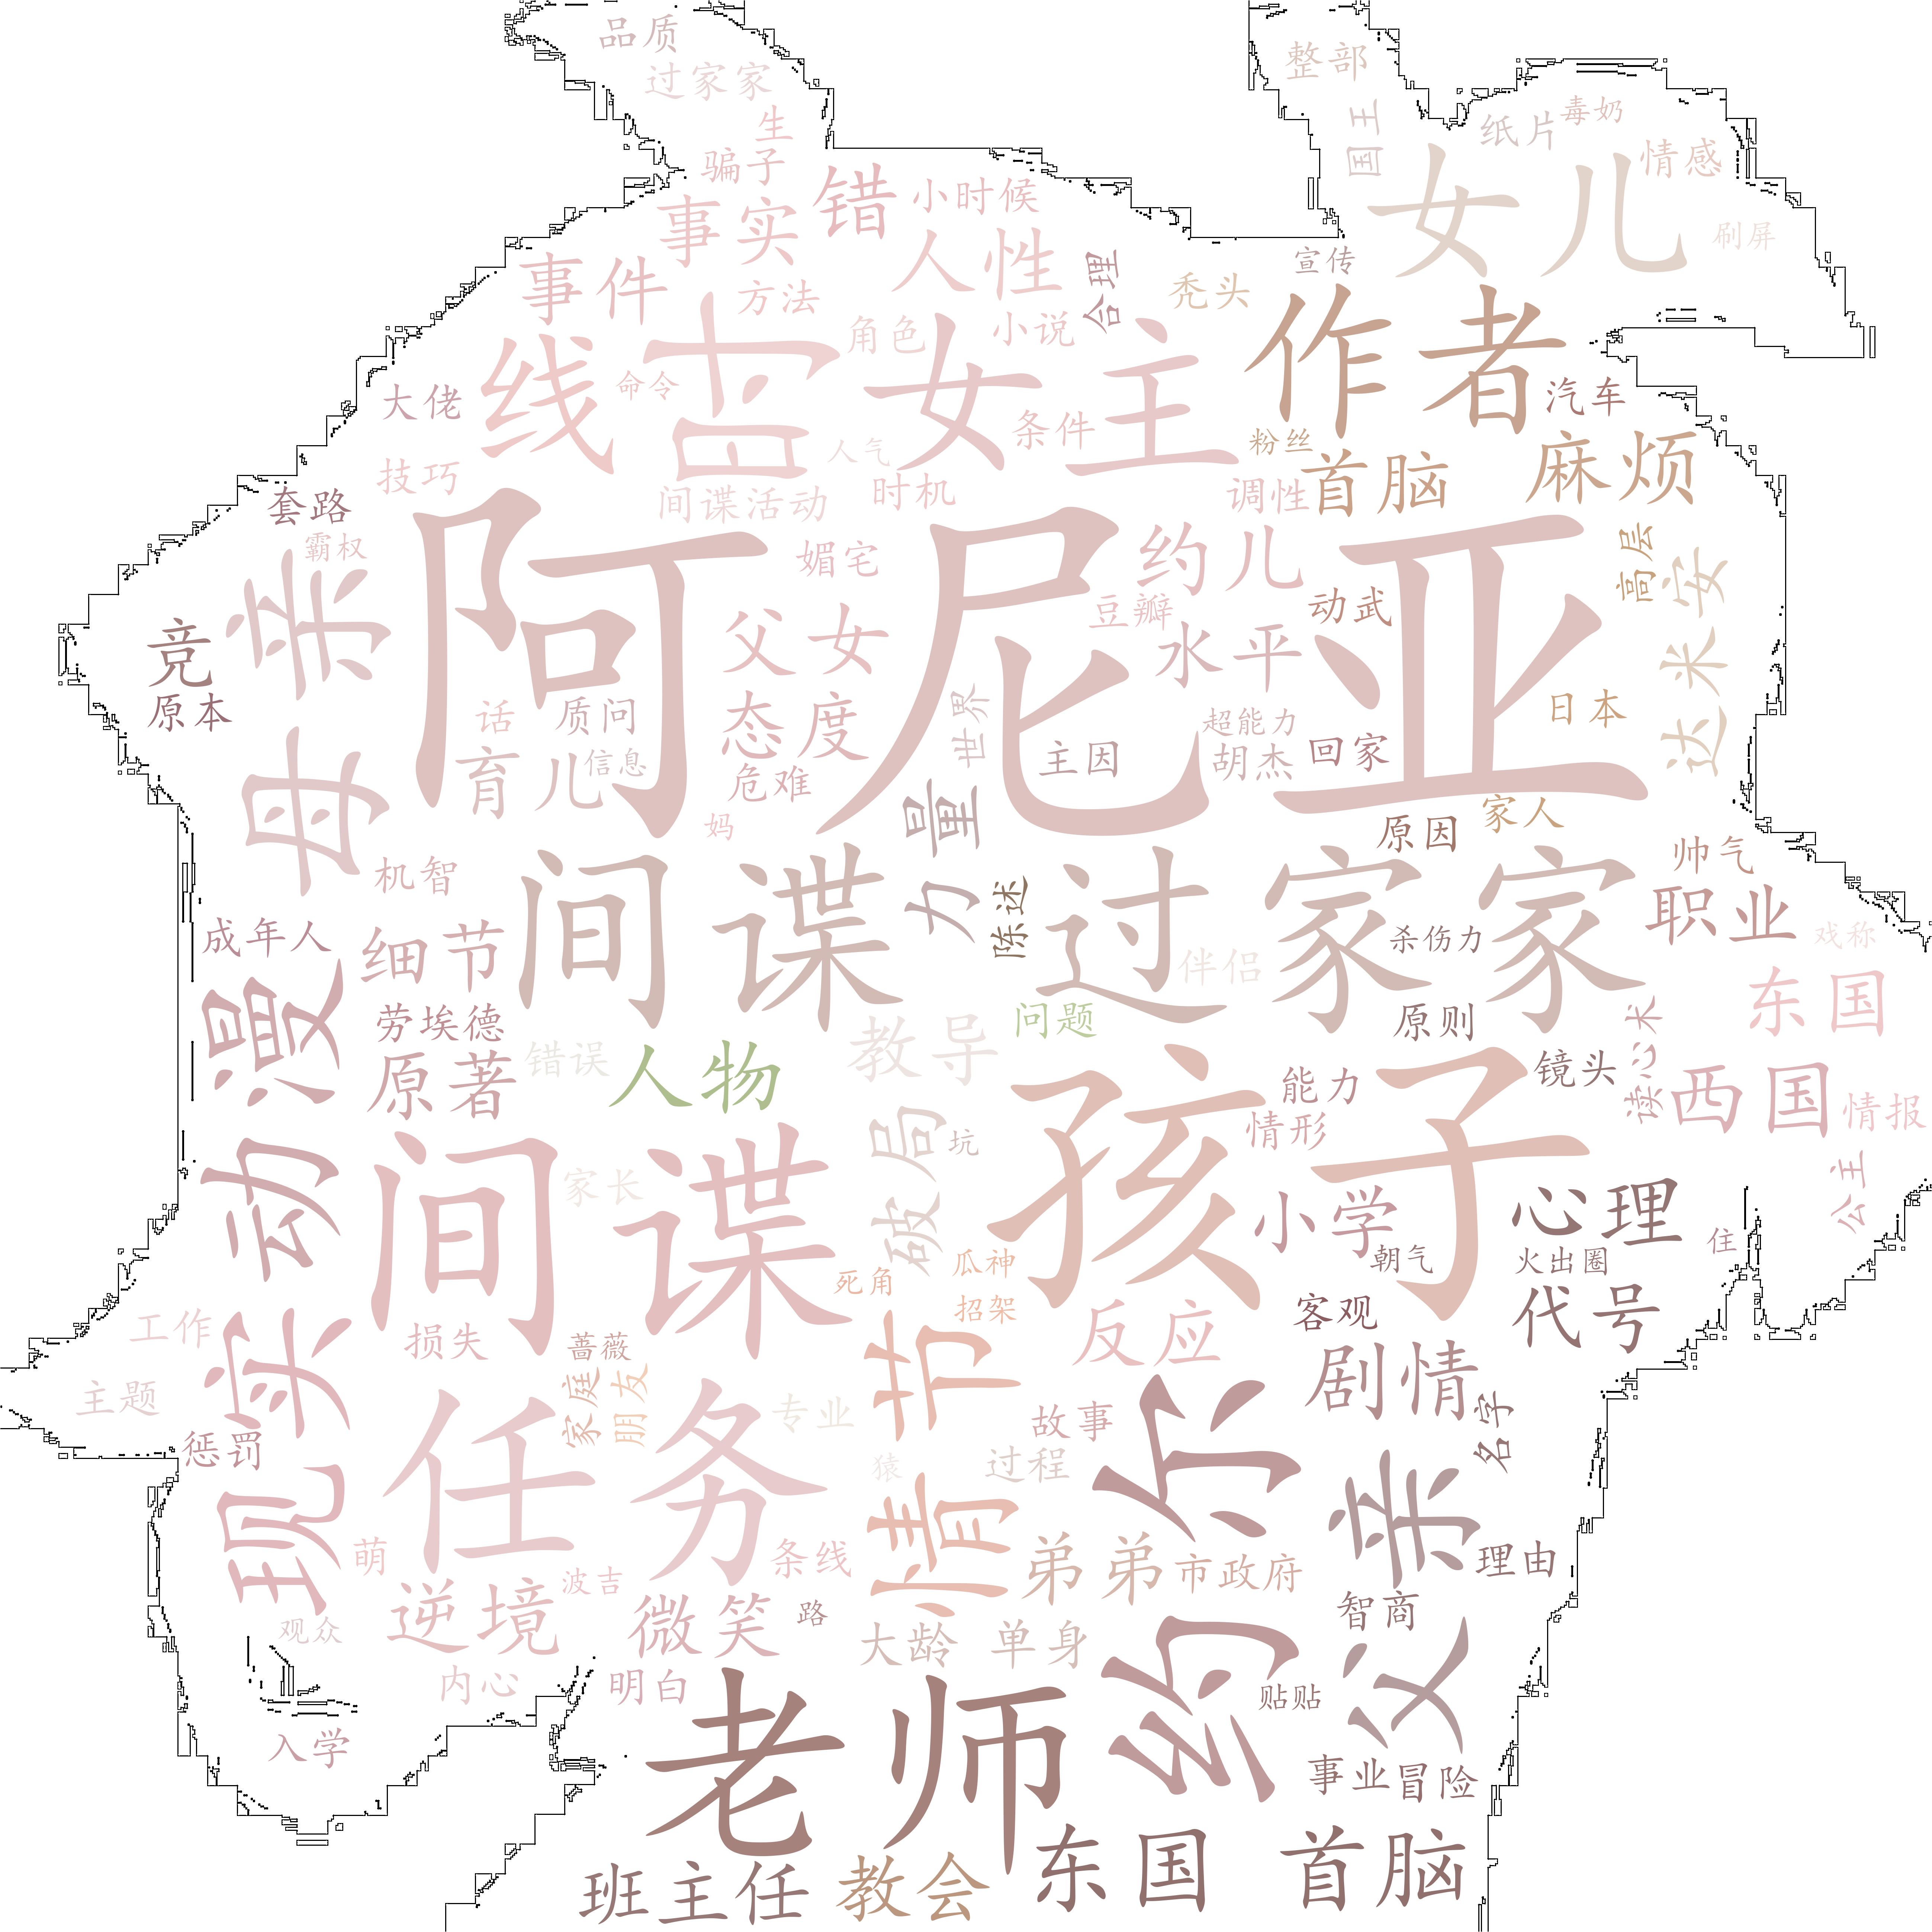 品质
整部
过家家
生
国王
纸片
毒奶
骗子
情感
错
小时候
女儿
事实
刷屏
人性
事件
合理
宣传
秃头
方法
作者
线
女主
角色
小说
大佬
命令
条件
汽车
人气
粉丝
麻烦
技巧
首脑
套路
间谍活动
时机
调性
霸权
阿尼亚
媚宅
约儿
高层
母亲
达米安
豆瓣
动武
竞
父女
水平
原本
话
质问
态度
世界
超能力
日本
育儿
信息
危难
主因
胡杰
回家
妈
力量
原因
家人
机智
间谍过家家
帅气
成年人
细节
陈述
伴侣
杀伤力
职业
戏称
动漫
劳埃德
问题
原则
读心术
东国
原著
错误
人物
教导
孩子
能力
镜头
西国
情报
情形
破局
坑
间谍
家长
小学
心理
公主
住
死角
瓜神
朝气
火出圈
招架
客观
代号
工作
现实
损失
蔷薇
反应
主题
任务
家庭
朋友
情节
剧情
专业
故事
约尔
名字
惩罚
猿
过程
父亲
萌
波吉
条线
弟弟
市政府
理由
逆境
微笑
路
智商
观众
大龄单身
内心
明白
贴贴
入学
老师
事业冒险
班主任
教会
东国首脑